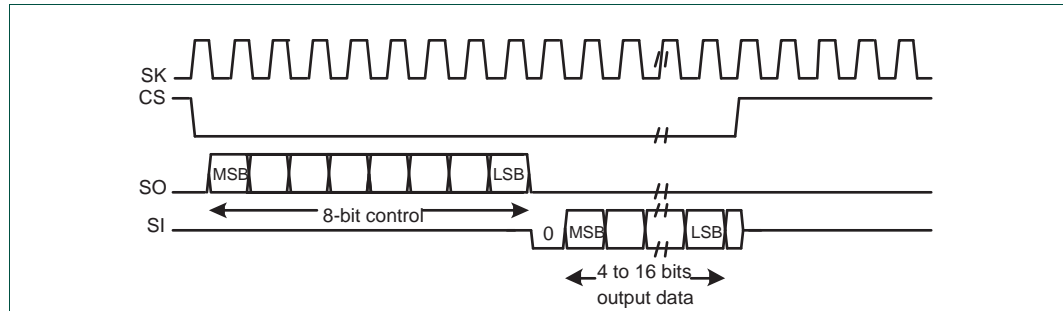 SK
CS
SO
MSB
LSB
8-bit control
SI
0
MSB
LSB
4 to 16 bits
output data